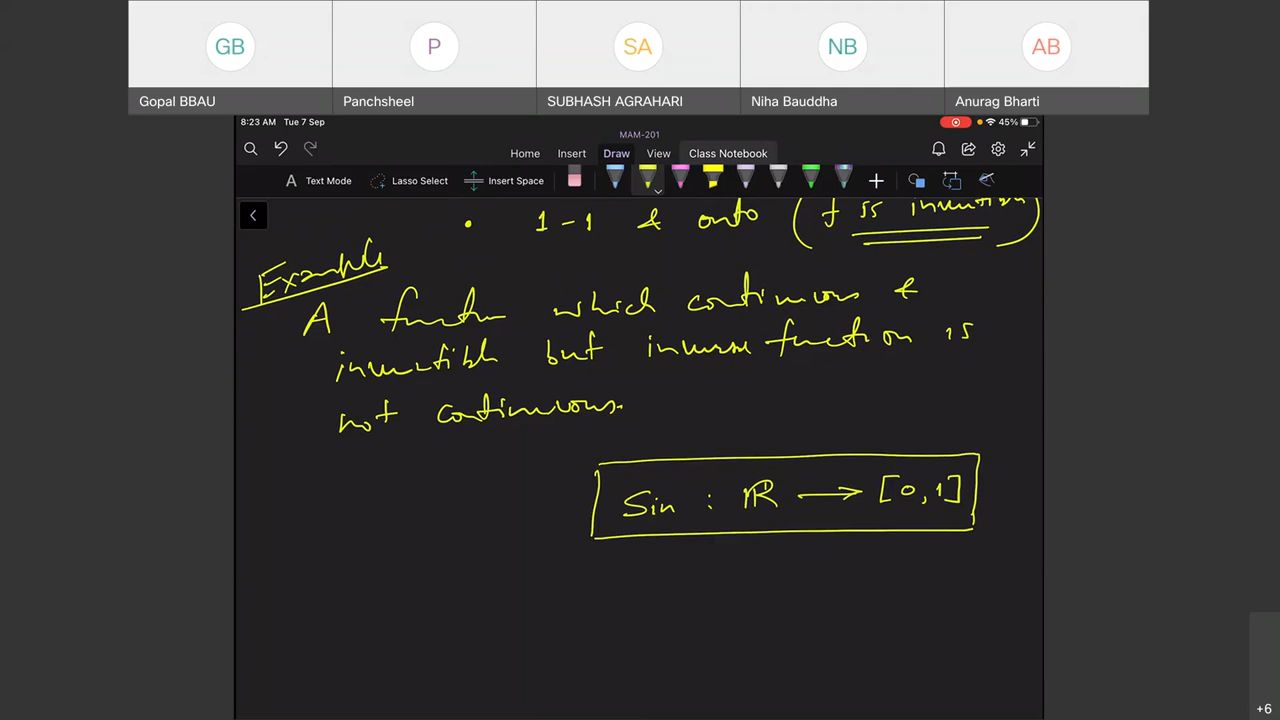 GB
P
SA
NB
AB
Gopal BBAU
Panchsheel
SUBHASH AGRAHARI
Niha Bauddha
Anurag Bharti
8:23 AM Tue 7 Sep
45%
MAM-201
Home Insert Draw View Class Notebook
Text Mode
Lasso Select
Insert Space
• 1-1 & onto (f is invertible)
Example
A function which continuous &
invertible but inverse function is
not continuous.
Sin : ℝ ⟶ [0,1]
+6